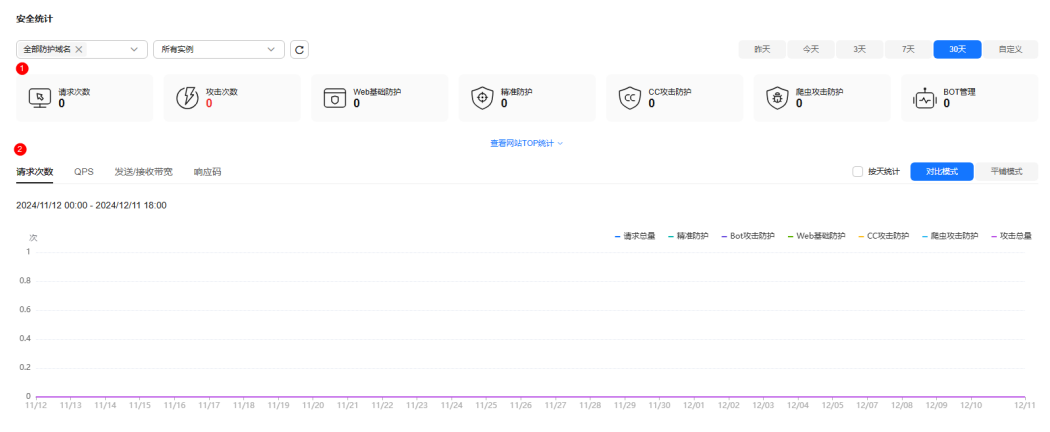 安全统计
全部防护域名 × 所有实例 昨天 今天 3天 7天 30天 自定义
1
请求次数 攻击次数 Web基础防护 精准防护 CC攻击防护 爬虫攻击防护 BOT管理
0 0 0 0 CC 0 0 0
查看网站TOP统计
2
请求次数 QPS 发送/接收带宽 响应码 按天统计 对比模式 平铺模式
2024/11/12 00:00 - 2024/12/11 18:00
次 请求总量 精准防护 Bot攻击防护 Web基础防护 CC攻击防护 爬虫攻击防护 攻击总量
1
0.8
0.6
0.4
0.2
0
11/12 11/13 11/14 11/15 11/16 11/17 11/18 11/19 11/20 11/21 11/22 11/23 11/24 11/25 11/26 11/27 11/28 11/29 11/30 12/01 12/02 12/03 12/04 12/05 12/07 12/08 12/09 12/10 12/11